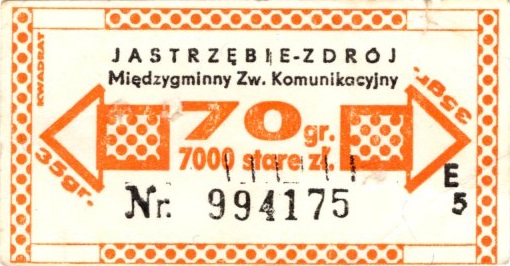 KWADRAT
JASTRZĘBIE-ZDRÓJ
Międzygminny Zw. Komunikacyjny
70 gr.
7000 stare zł
35gr.
35gr.
Nr. 994175
E
5